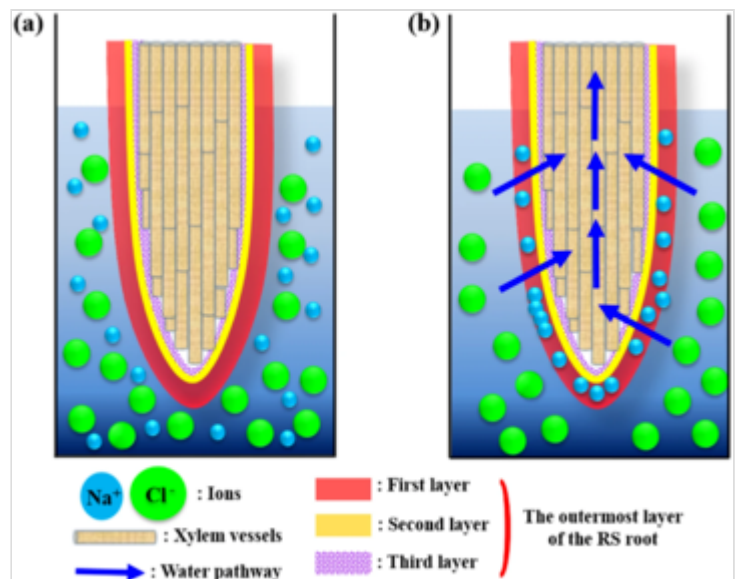 (a)
(b)
Na⁺ Cl⁻ : Ions
: Xylem vessels
: Water pathway
: First layer
: Second layer
: Third layer
The outermost layer
of the RS root